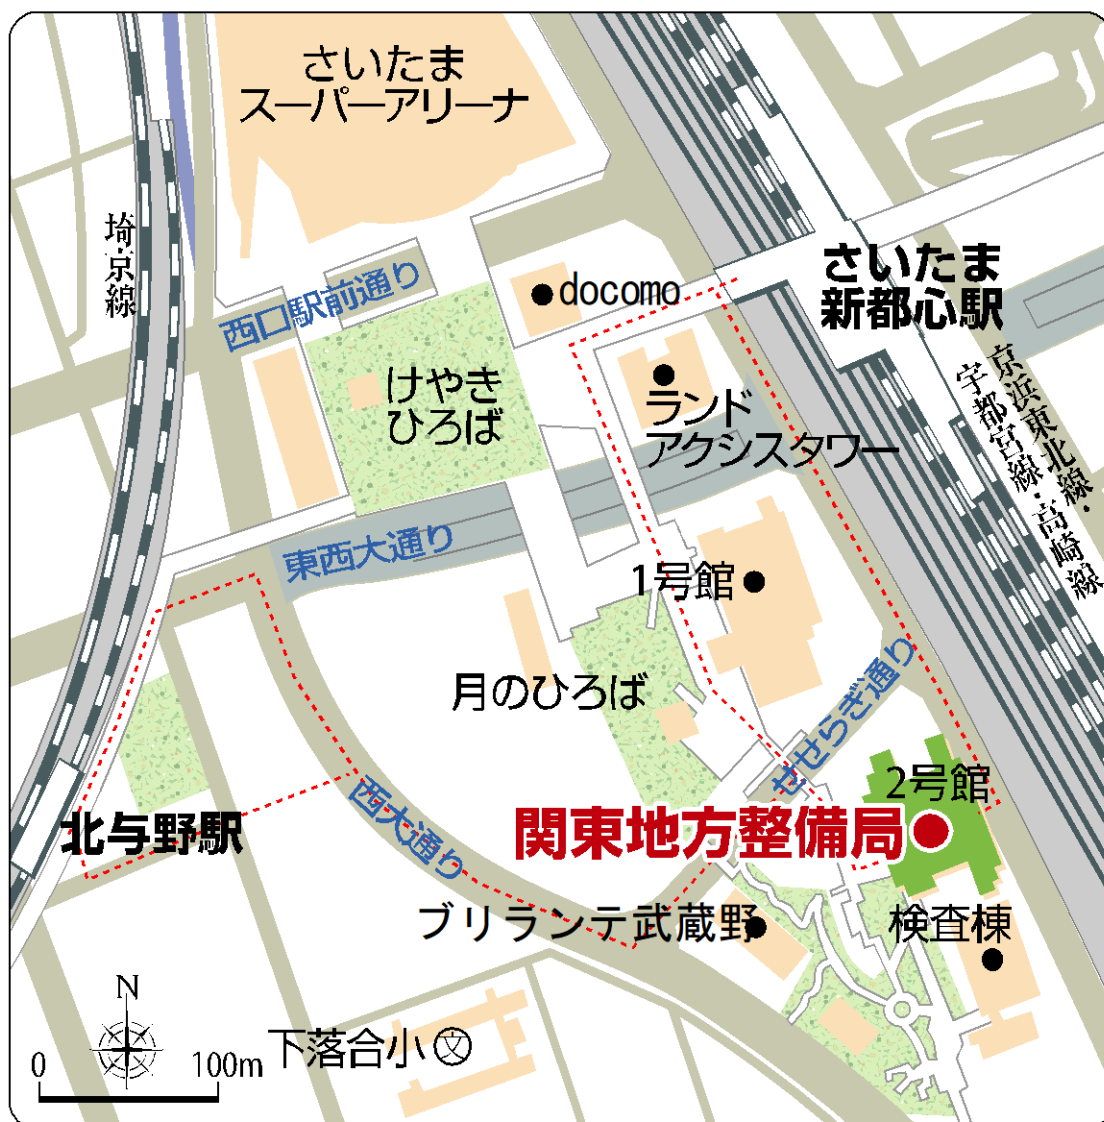 さいたま
スーパーアリーナ
埼京線
さいたま
新都心駅
docomo
西口駅前通り
けやき
ひろば
ランド
アクシスタワー
京浜東北線・
宇都宮線・高崎線
東西大通り
1号館
月のひろば
せせらぎ通り
2号館
北与野駅
西大通り
関東地方整備局
ブリランテ武蔵野
検査棟
N
0
100m
下落合小
文